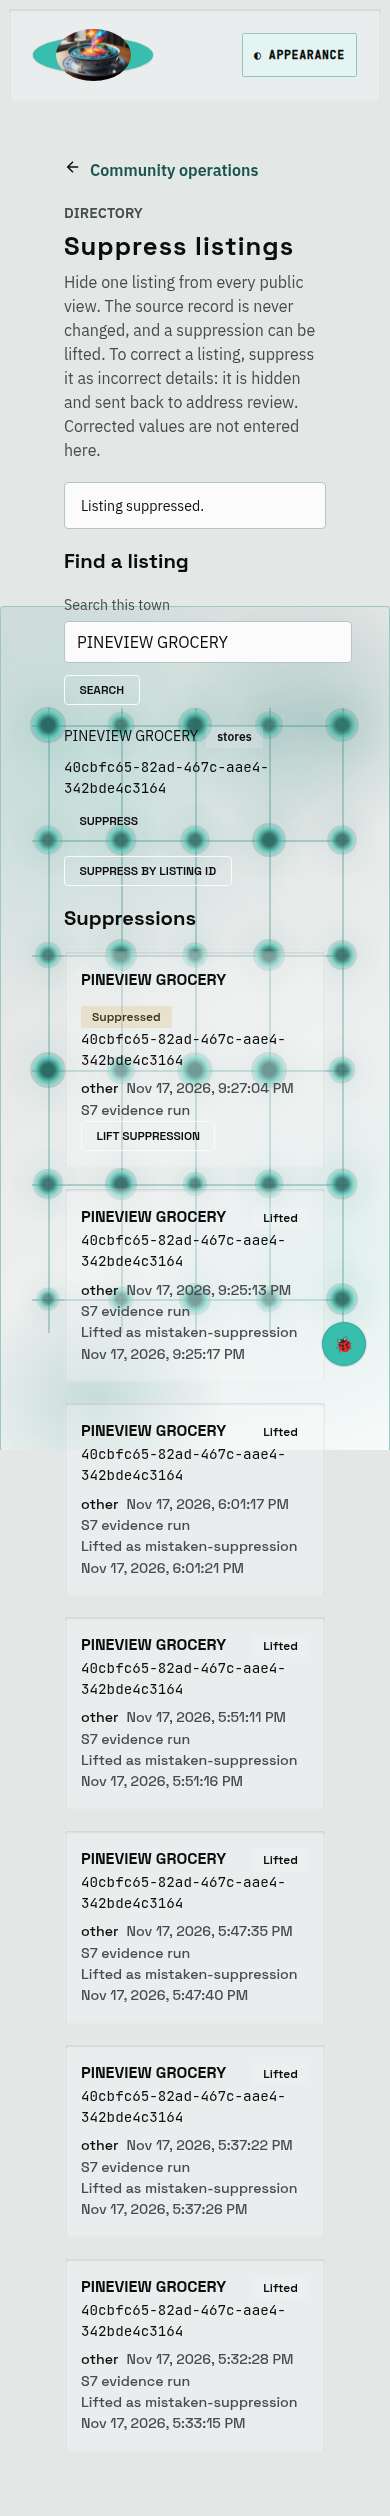 APPEARANCE
Community operations
DIRECTORY
Suppress listings
Hide one listing from every public
view. The source record is never
changed, and a suppression can be
lifted. To correct a listing, suppress
it as incorrect details: it is hidden
and sent back to address review.
Corrected values are not entered
here.
Listing suppressed.
Find a listing
Search this town
PINEVIEW GROCERY
SEARCH
PINEVIEW GROCERY stores
40cbfc65-82ad-467c-aae4-
342bde4c3164
SUPPRESS
SUPPRESS BY LISTING ID
Suppressions
PINEVIEW GROCERY
Suppressed
40cbfc65-82ad-467c-aae4-
342bde4c3164
other Nov 17, 2026, 9:27:04 PM
S7 evidence run
LIFT SUPPRESSION
PINEVIEW GROCERY Lifted
40cbfc65-82ad-467c-aae4-
342bde4c3164
other Nov 17, 2026, 9:25:13 PM
S7 evidence run
Lifted as mistaken-suppression
Nov 17, 2026, 9:25:17 PM
PINEVIEW GROCERY Lifted
40cbfc65-82ad-467c-aae4-
342bde4c3164
other Nov 17, 2026, 6:01:17 PM
S7 evidence run
Lifted as mistaken-suppression
Nov 17, 2026, 6:01:21 PM
PINEVIEW GROCERY Lifted
40cbfc65-82ad-467c-aae4-
342bde4c3164
other Nov 17, 2026, 5:51:11 PM
S7 evidence run
Lifted as mistaken-suppression
Nov 17, 2026, 5:51:16 PM
PINEVIEW GROCERY Lifted
40cbfc65-82ad-467c-aae4-
342bde4c3164
other Nov 17, 2026, 5:47:35 PM
S7 evidence run
Lifted as mistaken-suppression
Nov 17, 2026, 5:47:40 PM
PINEVIEW GROCERY Lifted
40cbfc65-82ad-467c-aae4-
342bde4c3164
other Nov 17, 2026, 5:37:22 PM
S7 evidence run
Lifted as mistaken-suppression
Nov 17, 2026, 5:37:26 PM
PINEVIEW GROCERY Lifted
40cbfc65-82ad-467c-aae4-
342bde4c3164
other Nov 17, 2026, 5:32:28 PM
S7 evidence run
Lifted as mistaken-suppression
Nov 17, 2026, 5:33:15 PM